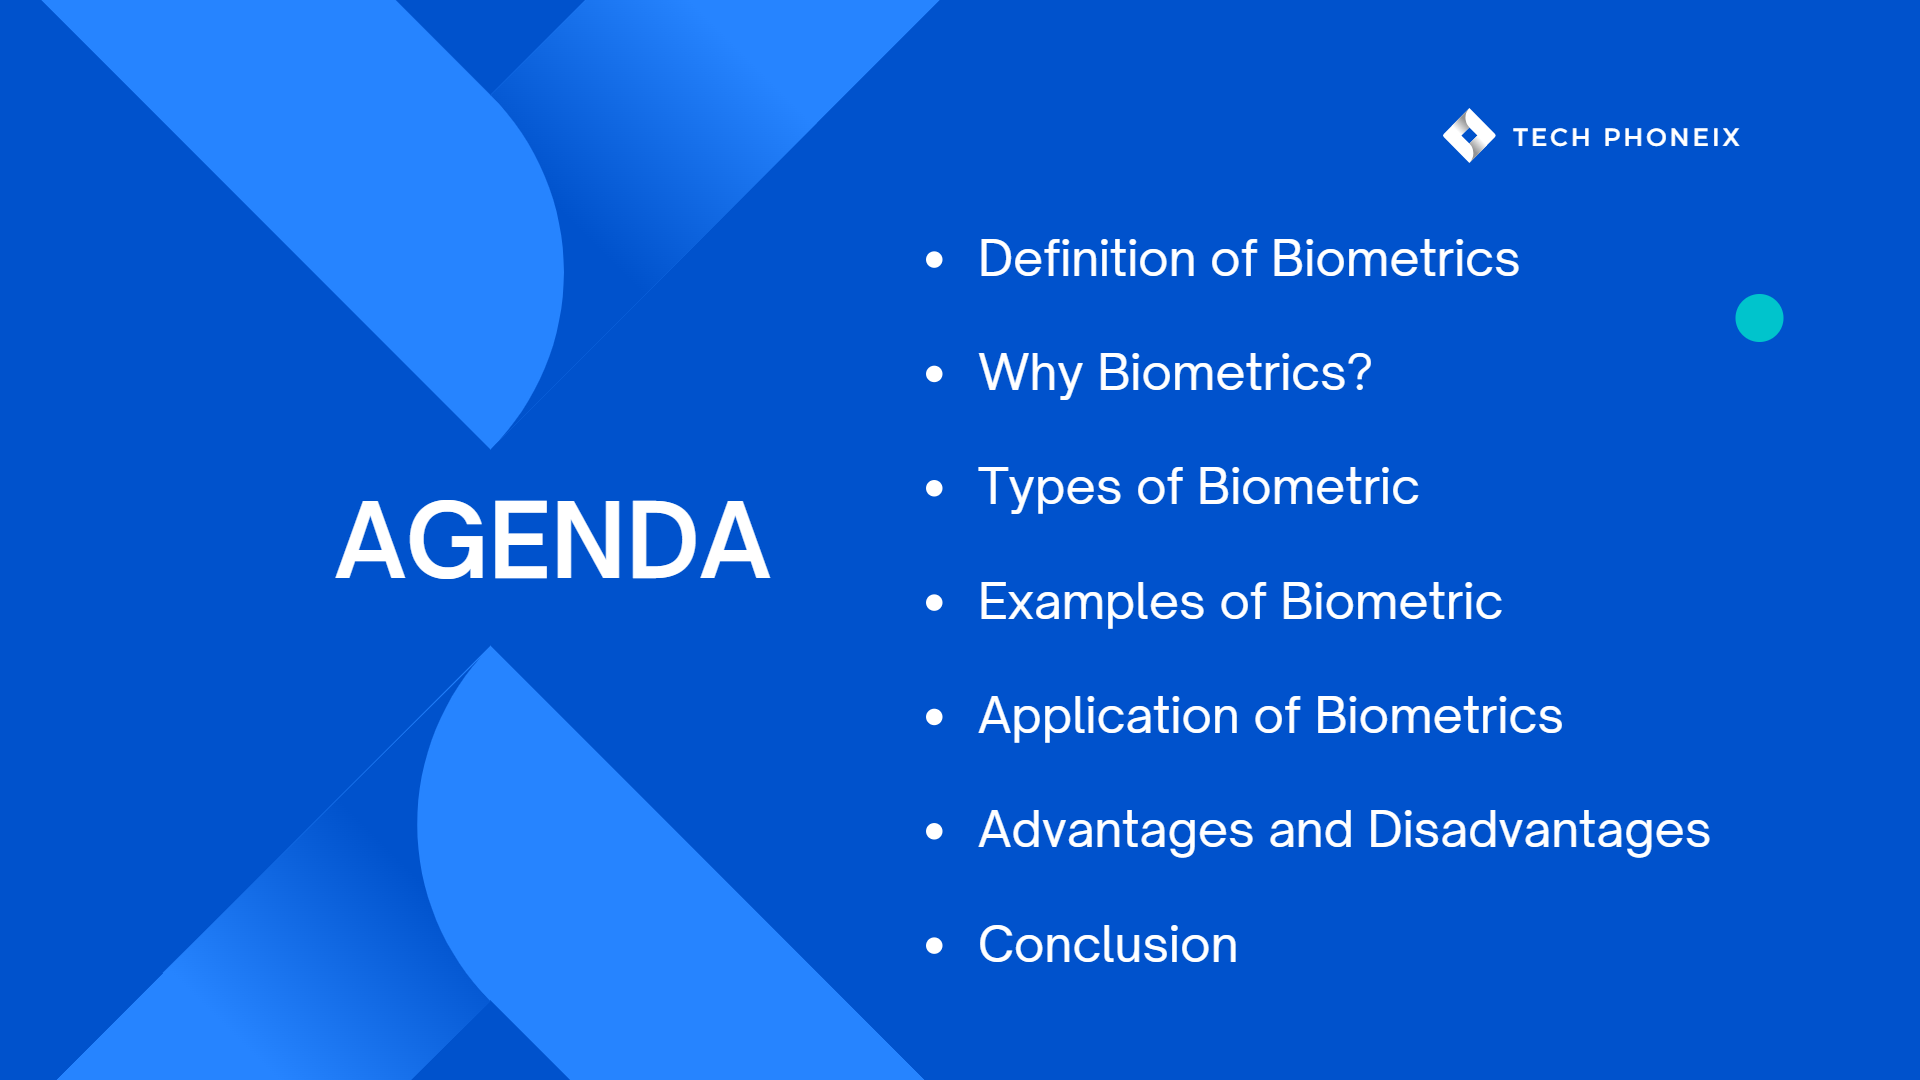 TECH PHONEIX
AGENDA
Definition of Biometrics
Why Biometrics?
Types of Biometric
Examples of Biometric
Application of Biometrics
Advantages and Disadvantages
Conclusion